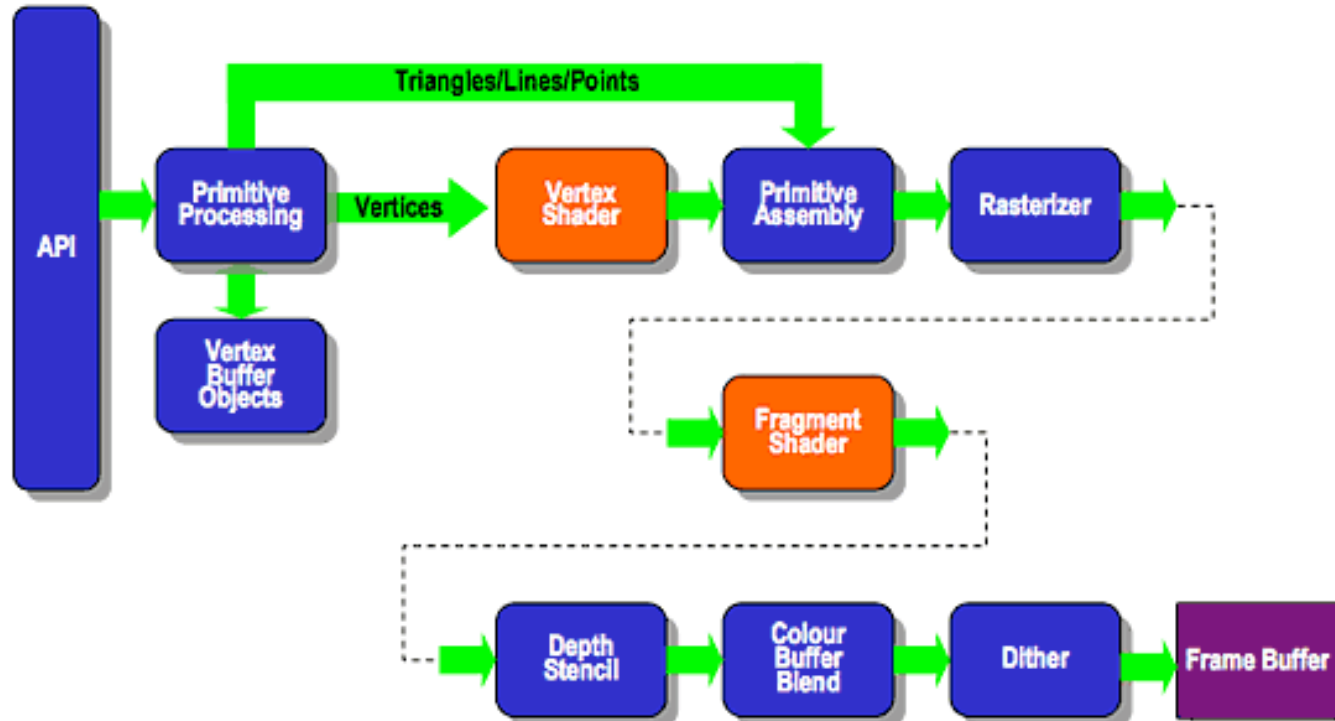 Triangles/Lines/Points
API
Primitive
Processing
Vertices
Vertex
Shader
Primitive
Assembly
Rasterizer
Vertex
Buffer
Objects
Fragment
Shader
Depth
Stencil
Colour
Buffer
Blend
Dither
Frame Buffer